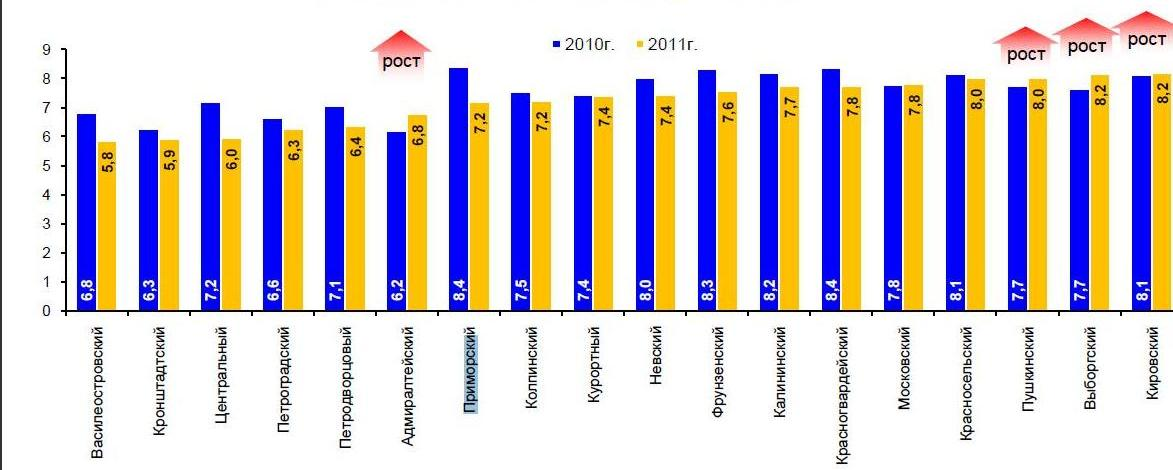 9
8
7
6
5
4
3
2
1
0
2010г.
2011г.
рост
рост
рост
рост
6,8
5,8
6,3
5,9
7,2
6,0
6,6
6,3
7,1
6,4
6,2
6,8
8,4
7,2
7,5
7,2
7,4
7,4
8,0
7,4
8,3
7,6
8,2
7,7
8,4
7,8
7,8
7,8
8,1
8,0
7,7
8,0
7,7
8,2
8,1
8,2
Василеостровский
Кронштадтский
Центральный
Петроградский
Петродворцовый
Адмиралтейский
Приморский
Колпинский
Курортный
Невский
Фрунзенский
Калининский
Красногвардейский
Московский
Красносельский
Пушкинский
Выборгский
Кировский